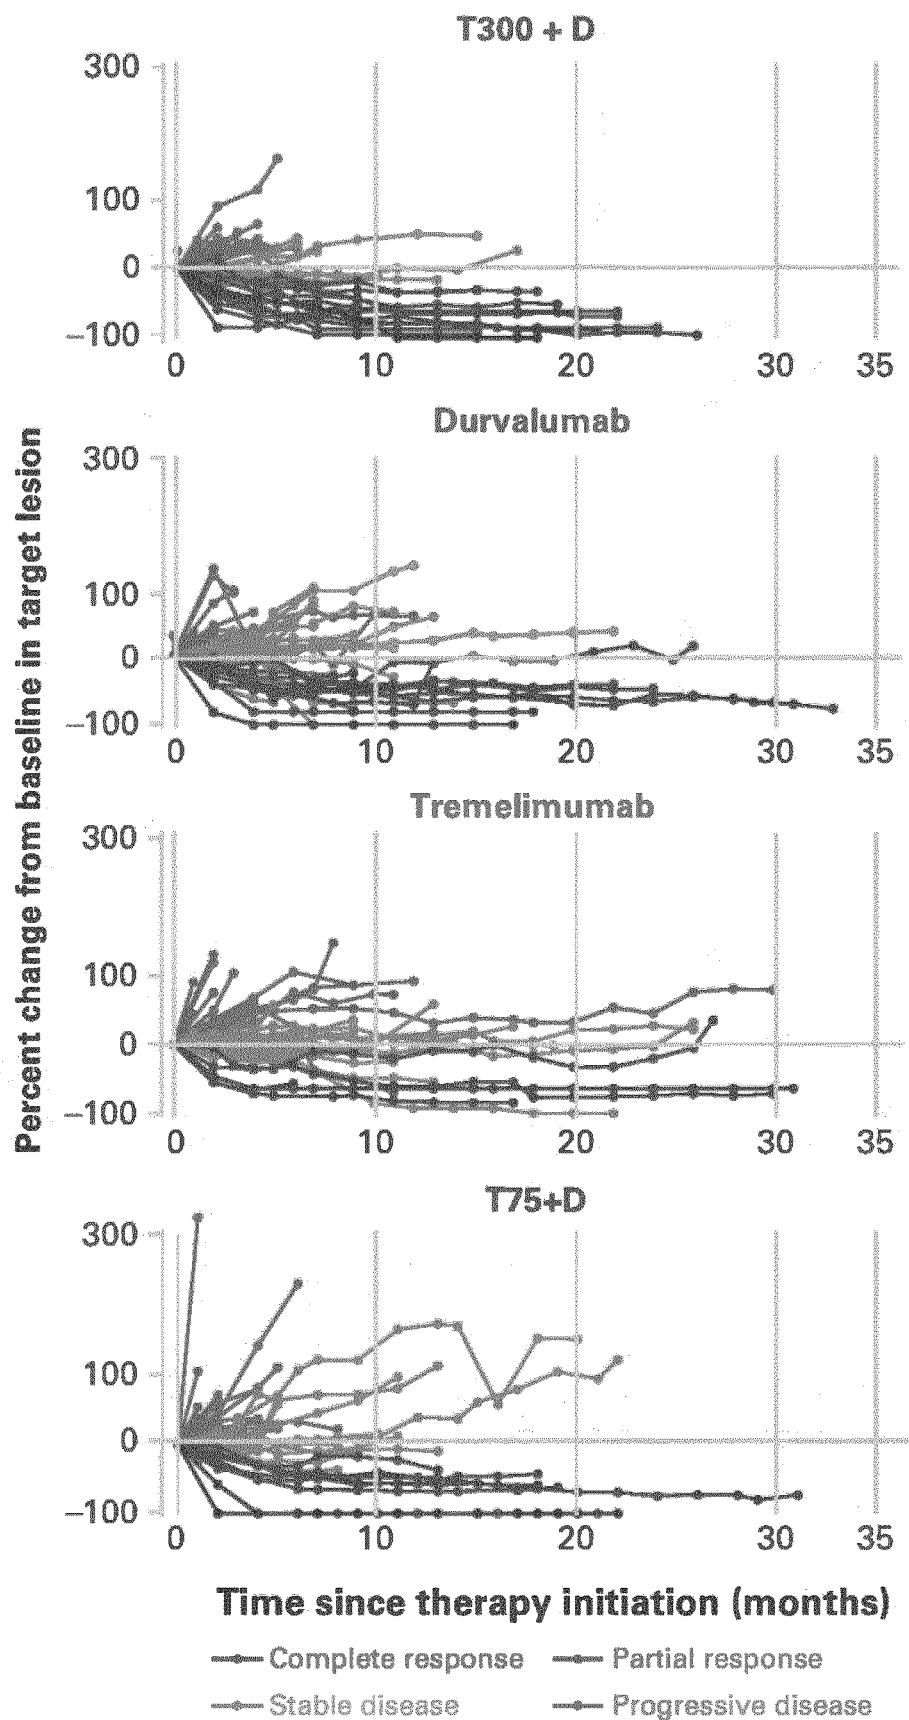 T300 + D
300
100
0
–100
0 10 20 30 35
Durvalumab
300
100
0
–100
0 10 20 30 35
Tremelimumab
300
100
0
–100
0 10 20 30 35
T75+D
300
100
0
–100
0 10 20 30 35
Percent change from baseline in target lesion
Time since therapy initiation (months)
Complete response Partial response
Stable disease Progressive disease